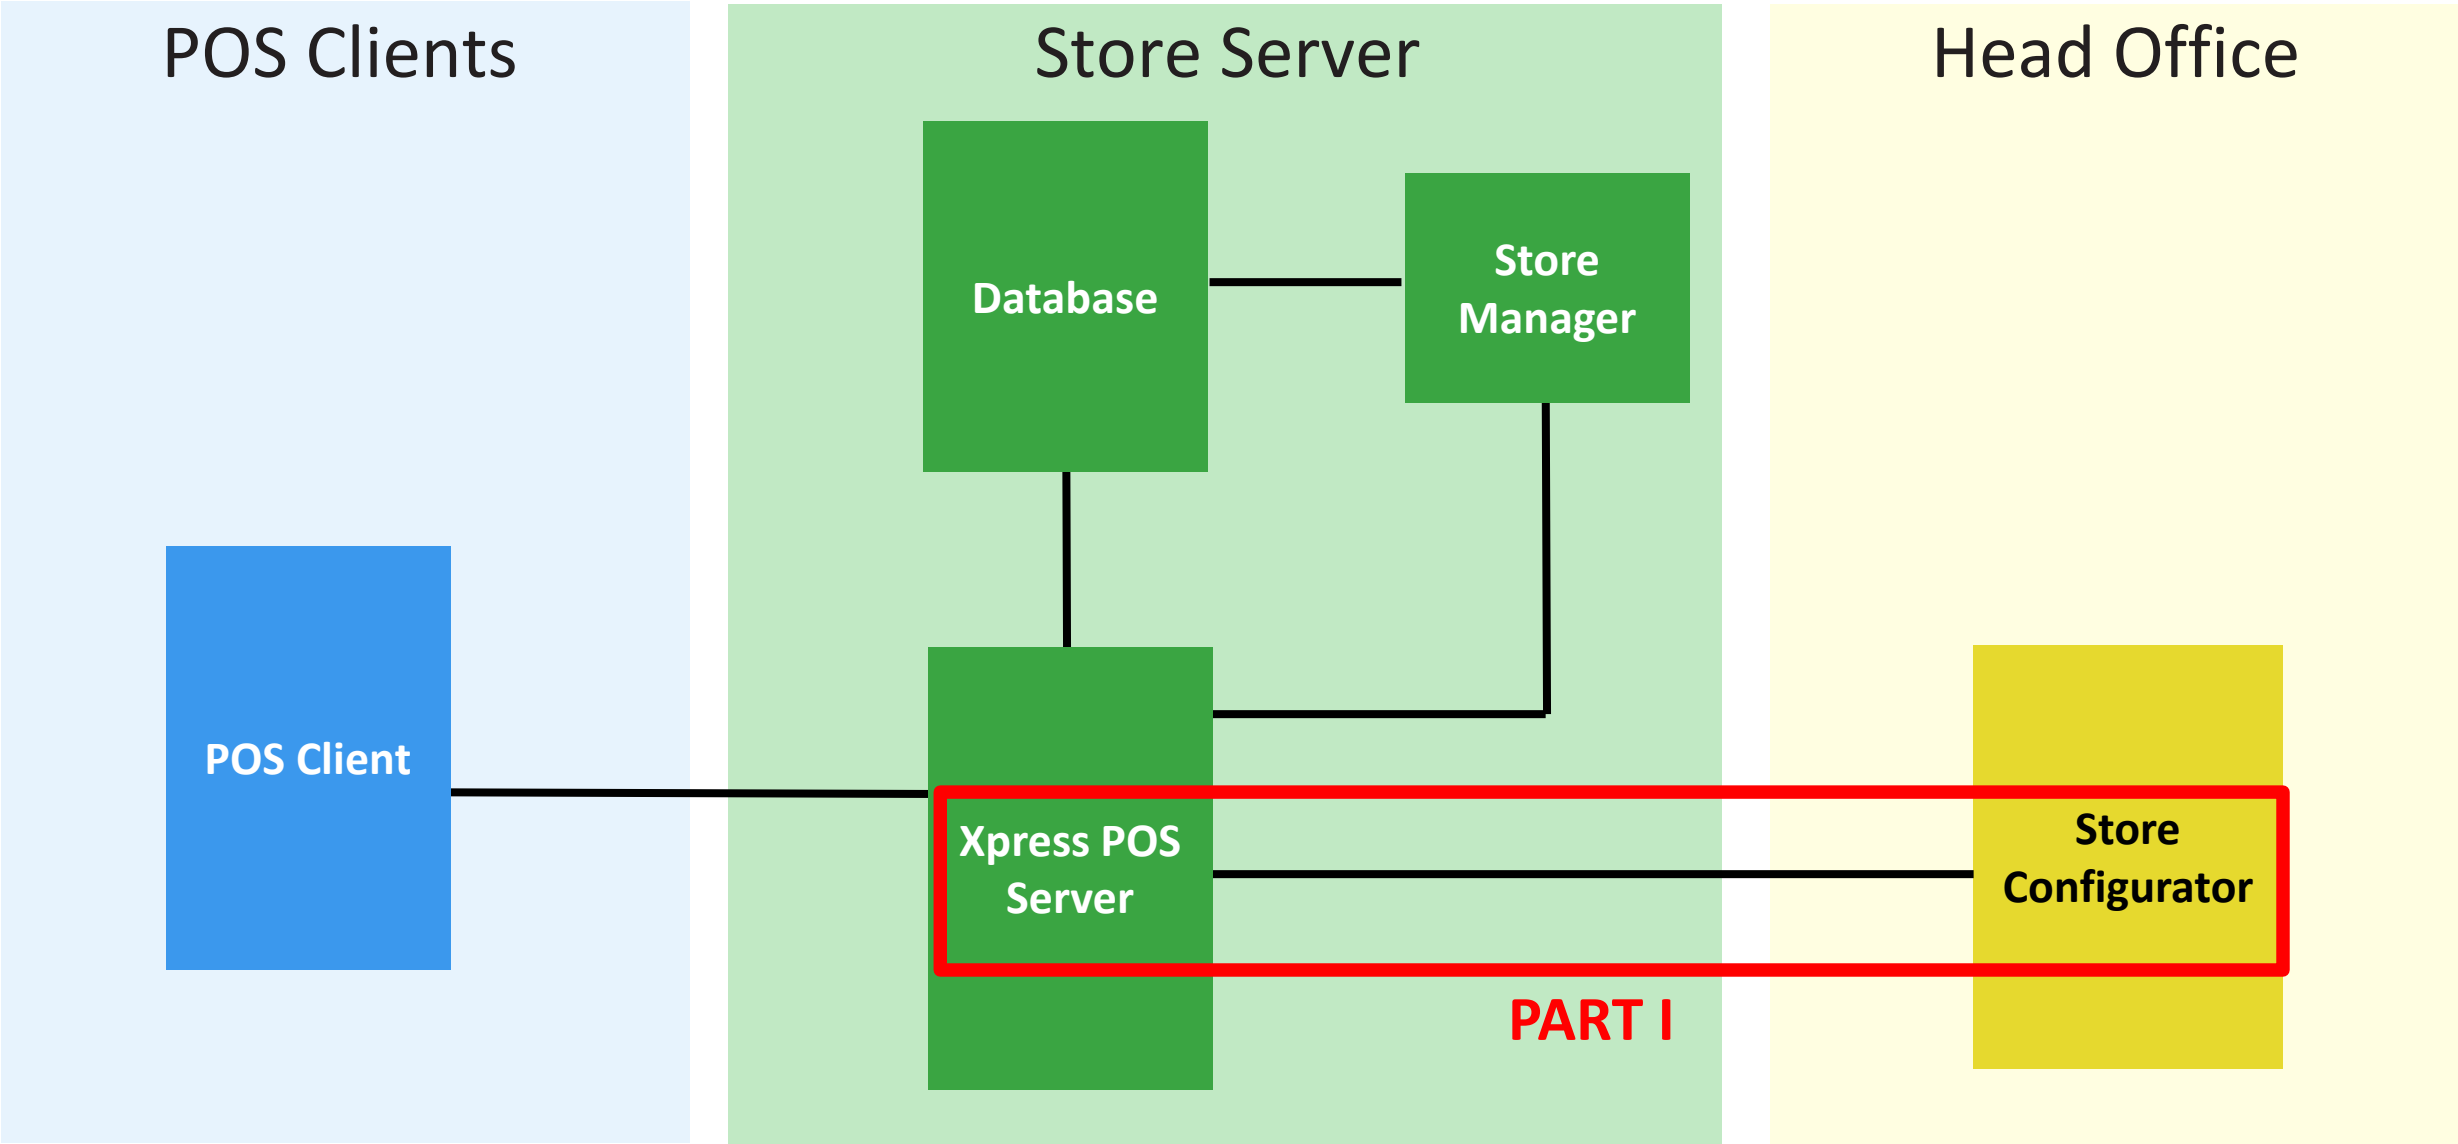 POS Clients
Store Server
Head Office
Database
Store
Manager
POS Client
Xpress POS
Server
Store
Configurator
PART I